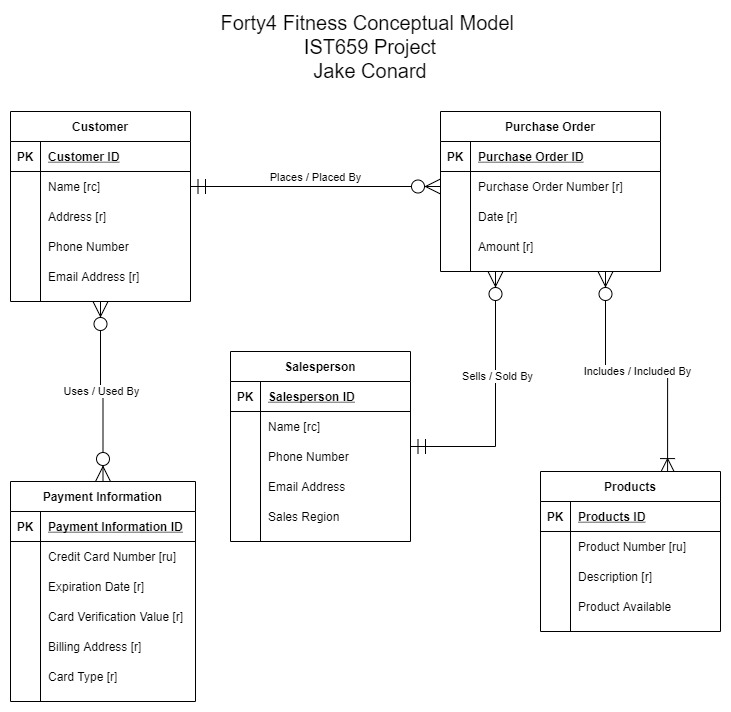 Forty4 Fitness Conceptual Model
IST659 Project
Jake Conard
Customer
PK Customer ID
Name [rc]
Address [r]
Phone Number
Email Address [r]
Places / Placed By
Purchase Order
PK Purchase Order ID
Purchase Order Number [r]
Date [r]
Amount [r]
Uses / Used By
Salesperson
PK Salesperson ID
Name [rc]
Phone Number
Email Address
Sales Region
Sells / Sold By
Includes / Included By
Payment Information
PK Payment Information ID
Credit Card Number [ru]
Expiration Date [r]
Card Verification Value [r]
Billing Address [r]
Card Type [r]
Products
PK Products ID
Product Number [ru]
Description [r]
Product Available